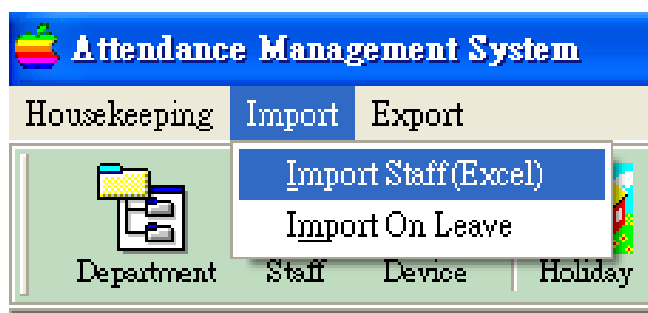 Attendance Management System
Housekeeping Import Export
Import Staff(Excel)
Import On Leave
Department Staff Device Holiday